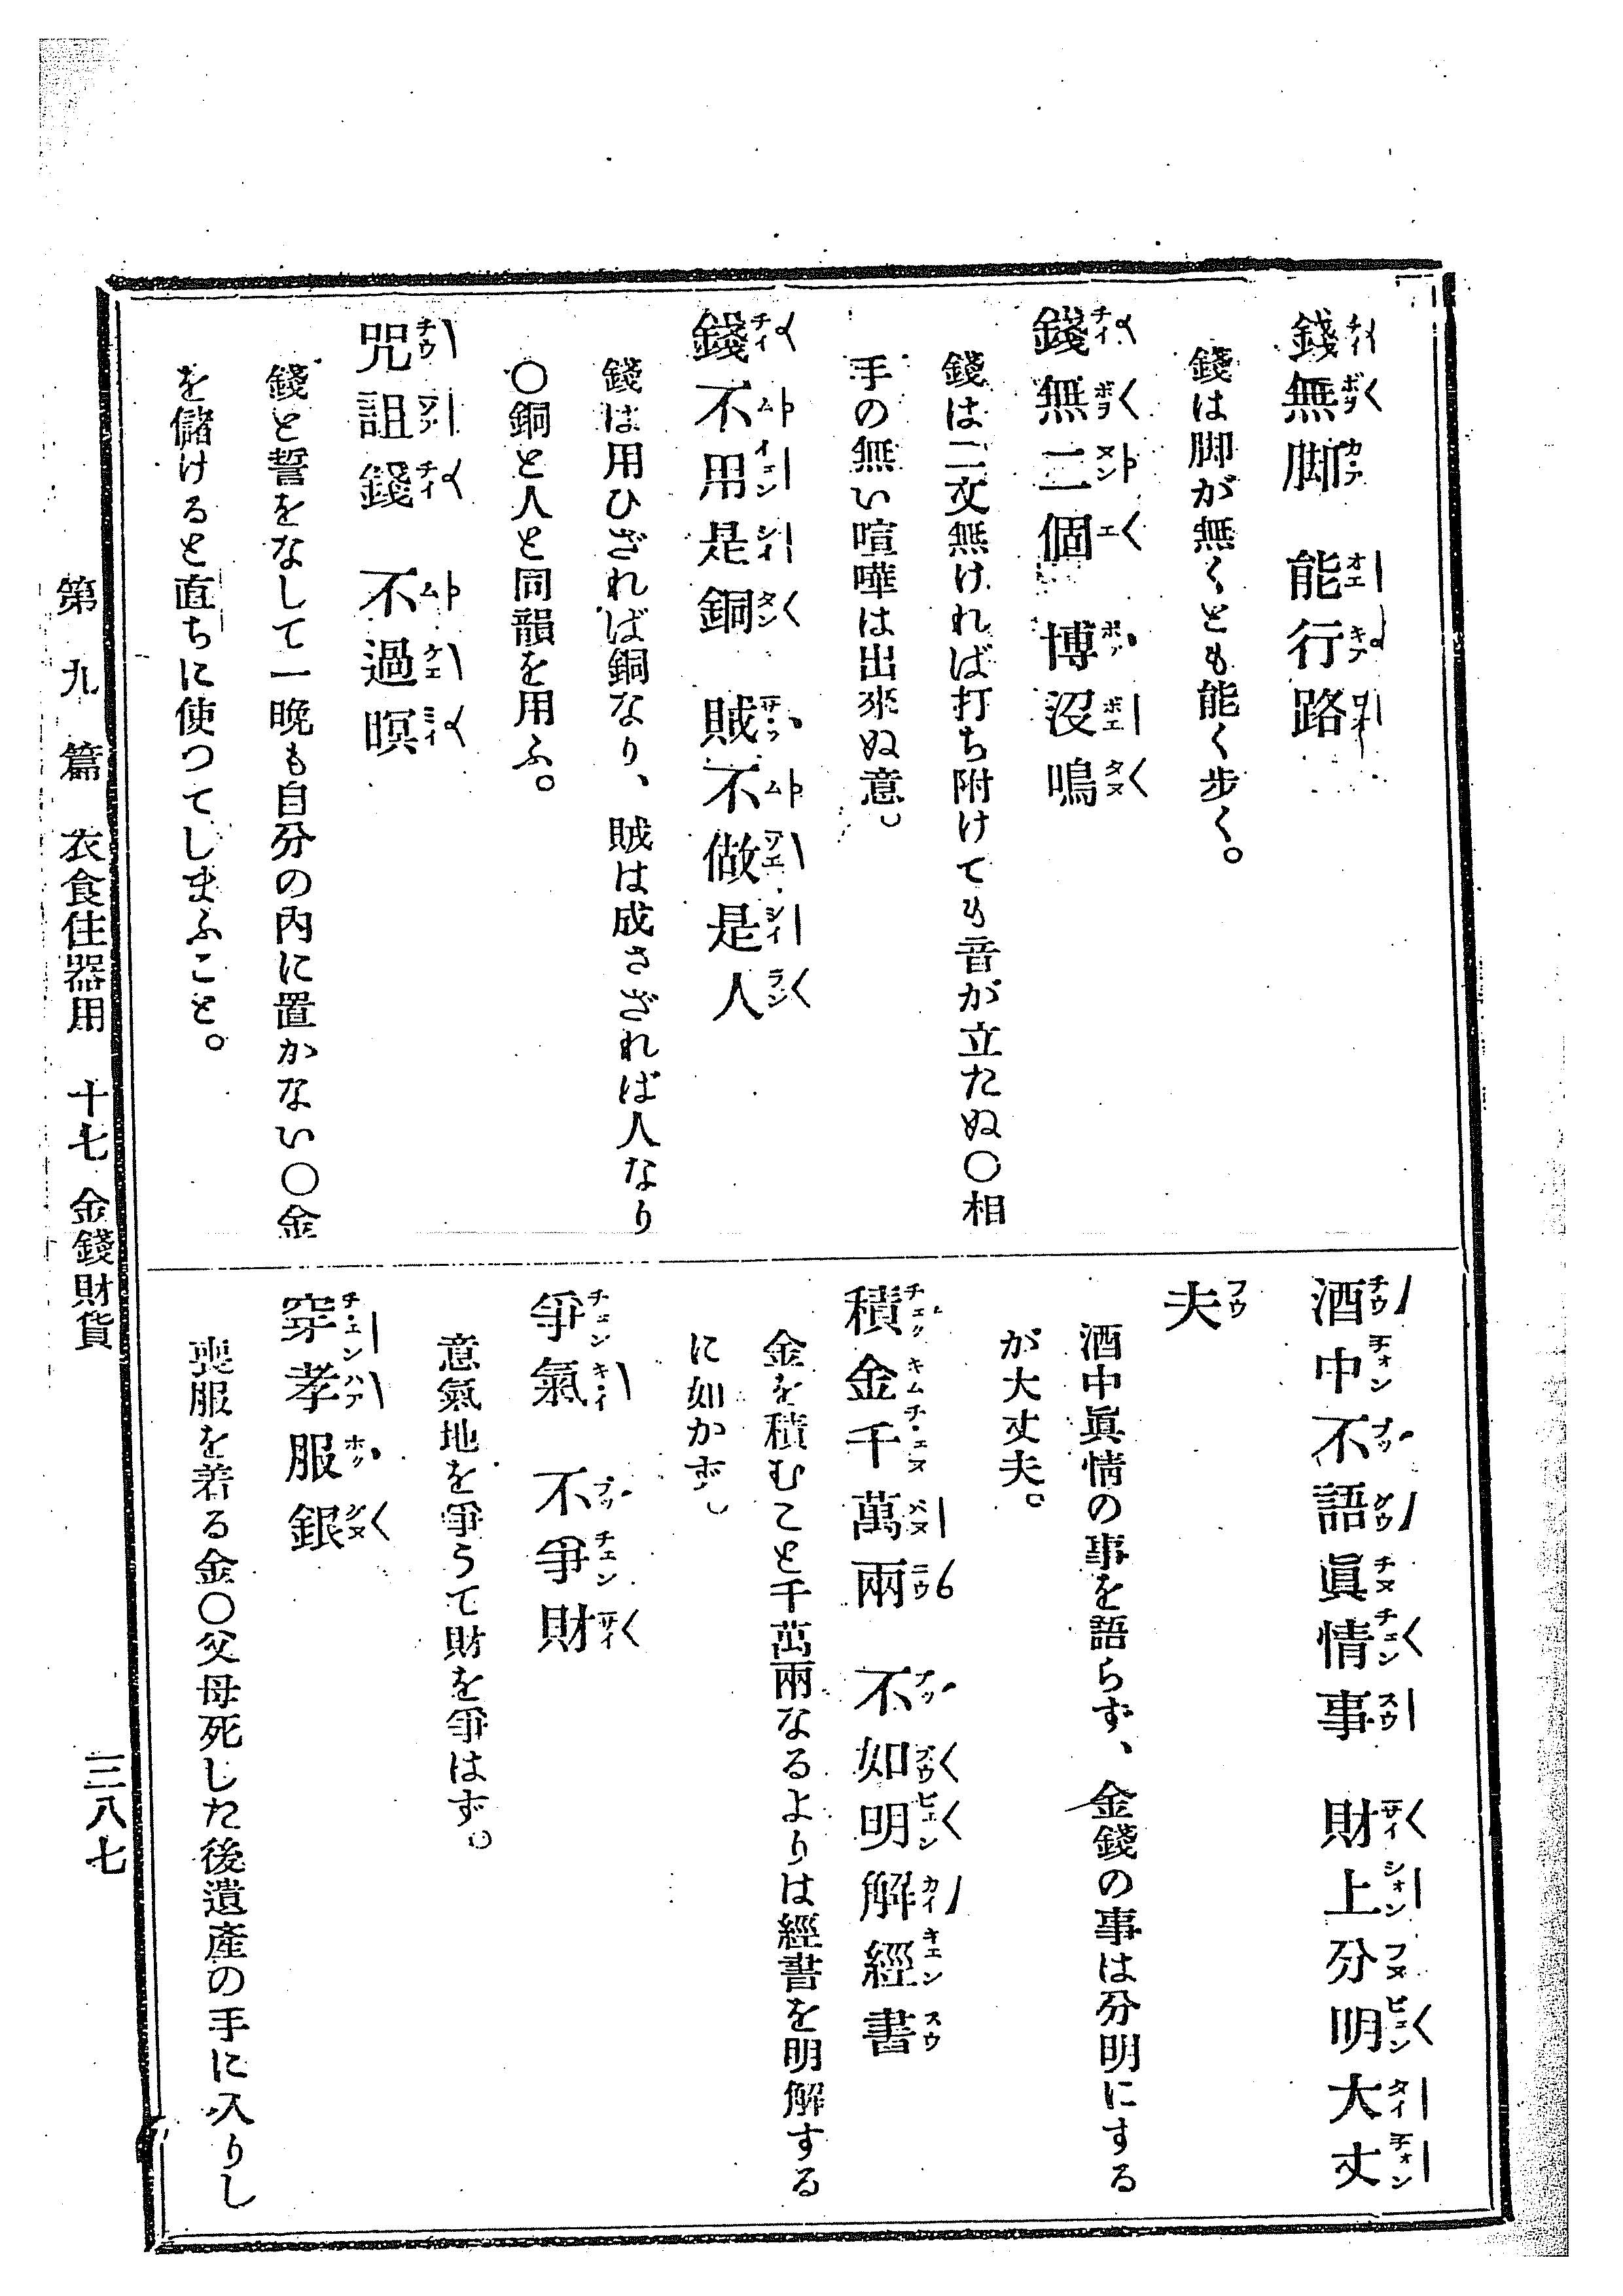 錢無脚　能行路
錢は脚が無くとも能く步く。
錢無二個　博沒鳴
錢は二文無ければ打ち附けても音が立たぬ〇相
手の無い喧嘩は出來ぬ意。
錢不用是銅　賊不做是人
錢は用ひざれば銅なり、賊は成さざれば人なり
〇銅と人と同韻を用ふ。
咒詛錢　不過暝
錢と誓をなして一晩も自分の內に置かない〇金
を儲けると直ちに使つてしまふこと。
酒中不語眞情事　財上分明大丈
夫
酒中眞情の事を語らず、金錢の事は分明にする
が大丈夫。
積金千萬兩　不如明解經書
金を積むこと千萬兩なるよりは經書を明解する
に如かず。
爭氣　不爭財
意氣地を爭うて財を爭はず。
穿孝服銀
喪服を着る金〇父母死した後遺產の手に入りし
第九篇　衣食住器用　十七　金錢財貨
三八七